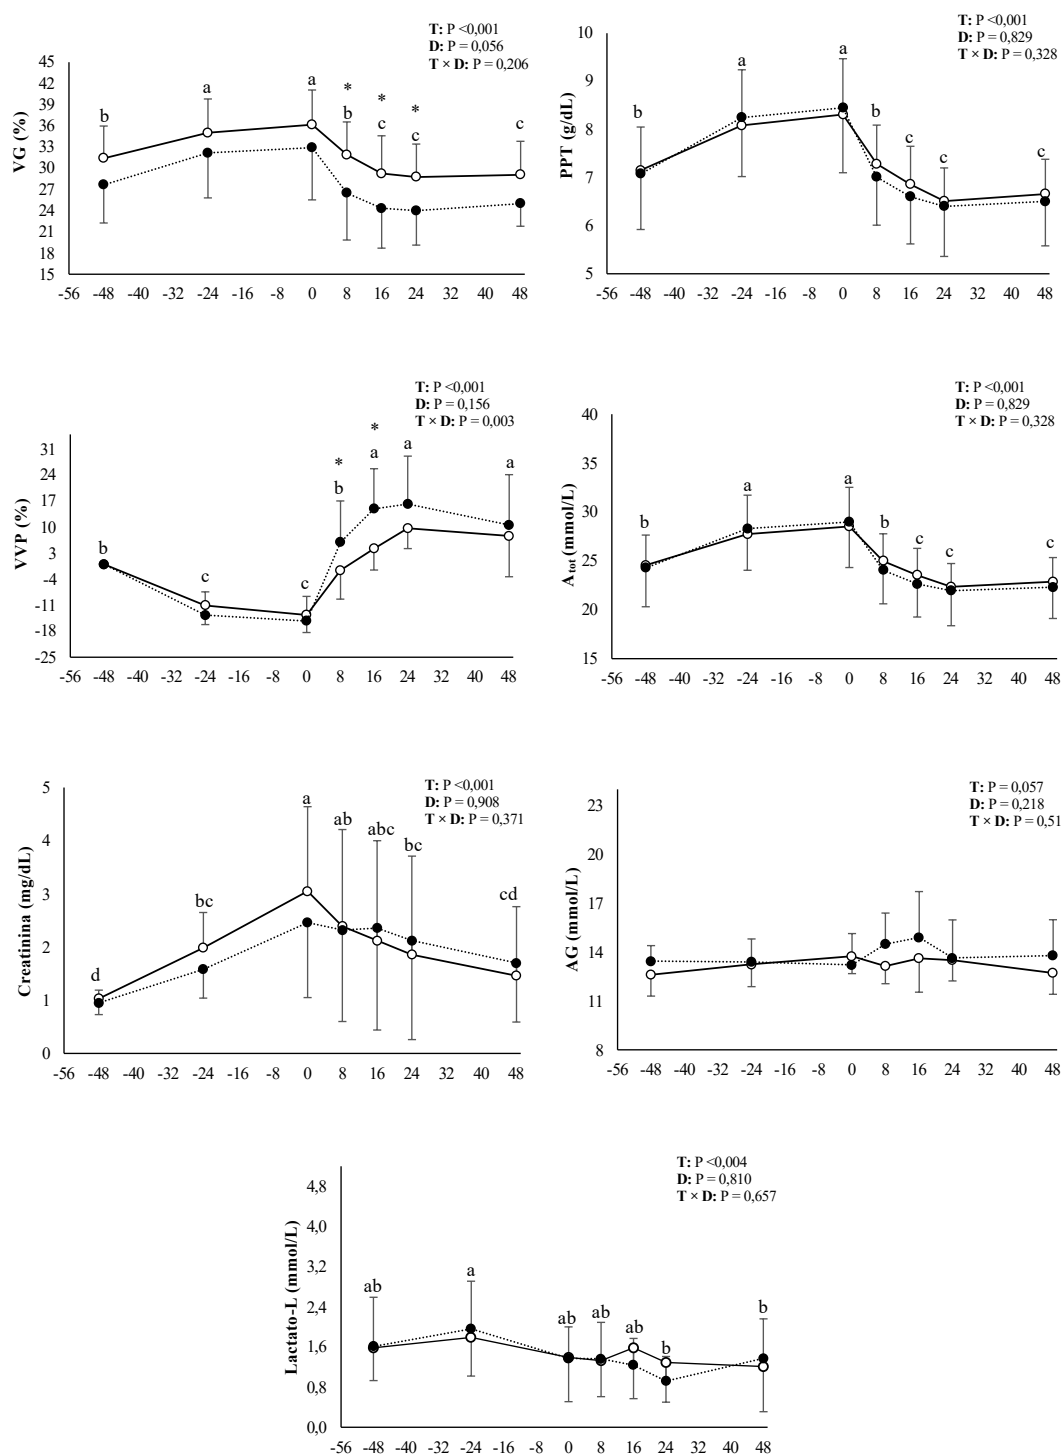 T: P <0,001
D: P = 0,056
T × D: P = 0,206
VG (%)
45
42
39
36
33
30
27
24
21
18
15
b
a
a
*
b
*
c
*
c
c
-56 -48 -40 -32 -24 -16 -8 0 8 16 24 32 40 48
T: P <0,001
D: P = 0,829
T × D: P = 0,328
PPT (g/dL)
10
9
8
7
6
5
b
a
a
b
c
c
c
-56 -48 -40 -32 -24 -16 -8 0 8 16 24 32 40 48
T: P <0,001
D: P = 0,156
T × D: P = 0,003
VVP (%)
31
24
17
10
3
-4
-11
-18
-25
b
c
c
*
b
*
a
a
a
-56 -48 -40 -32 -24 -16 -8 0 8 16 24 32 40 48
T: P <0,001
D: P = 0,829
T × D: P = 0,328
Atot (mmol/L)
40
35
30
25
20
15
b
a
a
b
c
c
c
-56 -48 -40 -32 -24 -16 -8 0 8 16 24 32 40 48
T: P <0,001
D: P = 0,908
T × D: P = 0,371
Creatinina (mg/dL)
5
4
3
2
1
0
d
bc
a
ab
abc
bc
cd
-56 -48 -40 -32 -24 -16 -8 0 8 16 24 32 40 48
T: P = 0,057
D: P = 0,218
T × D: P = 0,51
AG (mmol/L)
23
20
17
14
11
8
-56 -48 -40 -32 -24 -16 -8 0 8 16 24 32 40 48
T: P <0,004
D: P = 0,810
T × D: P = 0,657
Lactato-L (mmol/L)
4,8
4,0
3,2
2,4
1,6
0,8
0,0
ab
a
ab
ab
ab
b
b
-56 -48 -40 -32 -24 -16 -8 0 8 16 24 32 40 48